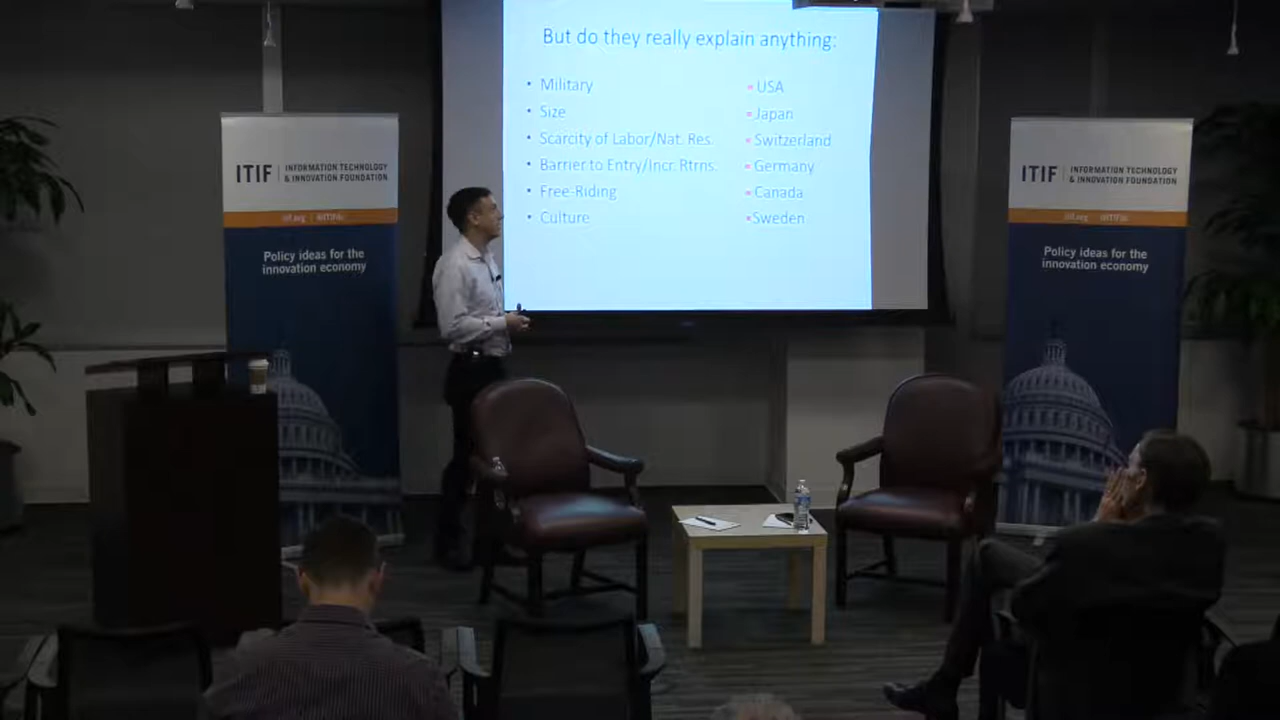 But do they really explain anything:
• Military
• Size
• Scarcity of Labor/Nat. Res.
• Barrier to Entry/Incr. Rtrns.
• Free-Riding
• Culture
▪ USA
▪ Japan
▪ Switzerland
▪ Germany
▪ Canada
▪ Sweden
ITIF | INFORMATION TECHNOLOGY
& INNOVATION FOUNDATION
Policy ideas for the
innovation economy
ITIF | INFORMATION TECHNOLOGY
& INNOVATION FOUNDATION
Policy ideas for the
innovation economy